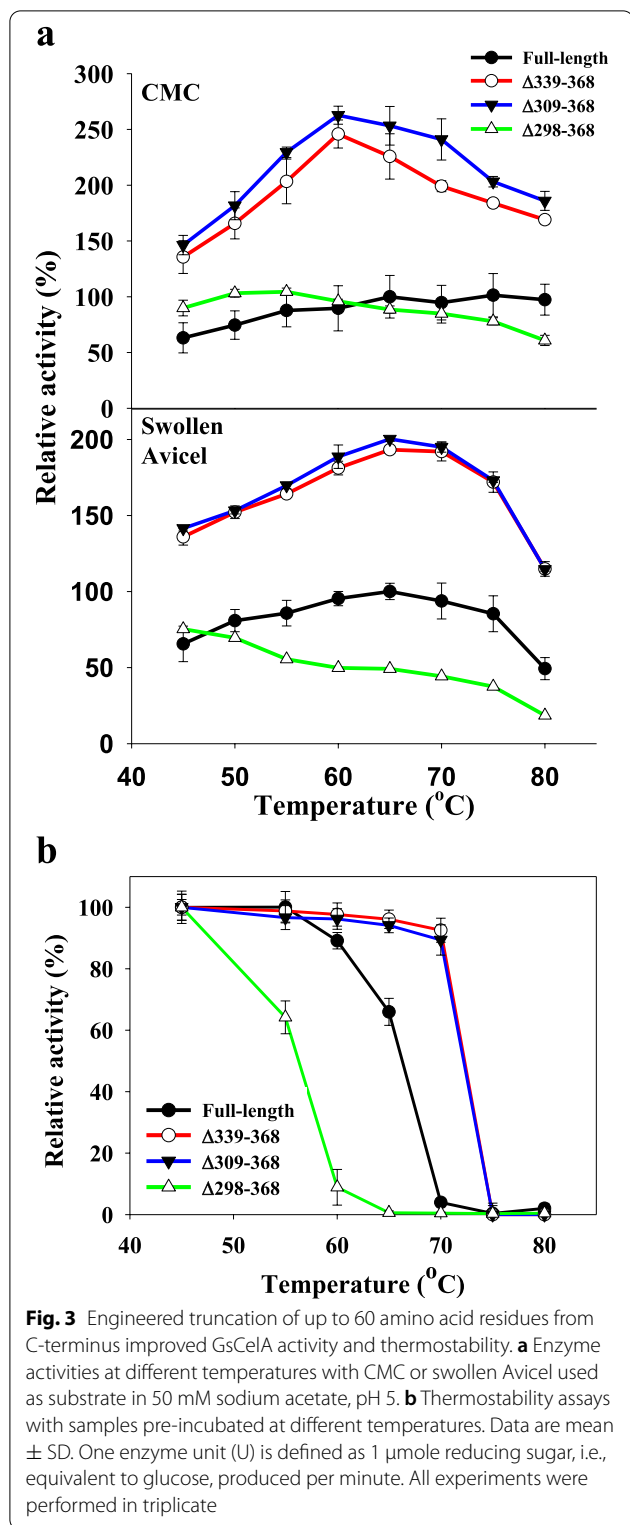 a
Full-length
Δ339-368
Δ309-368
Δ298-368
CMC
300
250
200
150
100
50
0
Swollen
Avicel
200
150
100
50
0
Relative activity (%)
40 50 60 70 80
Temperature (°C)
b
100
80
60
40
20
0
Relative activity (%)
Full-length
Δ339-368
Δ309-368
Δ298-368
40 50 60 70 80
Temperature (°C)
Fig. 3 Engineered truncation of up to 60 amino acid residues from
C-terminus improved GsCelA activity and thermostability. a Enzyme
activities at different temperatures with CMC or swollen Avicel used
as substrate in 50 mM sodium acetate, pH 5. b Thermostability assays
with samples pre-incubated at different temperatures. Data are mean
± SD. One enzyme unit (U) is defined as 1 μmole reducing sugar, i.e.,
equivalent to glucose, produced per minute. All experiments were
performed in triplicate